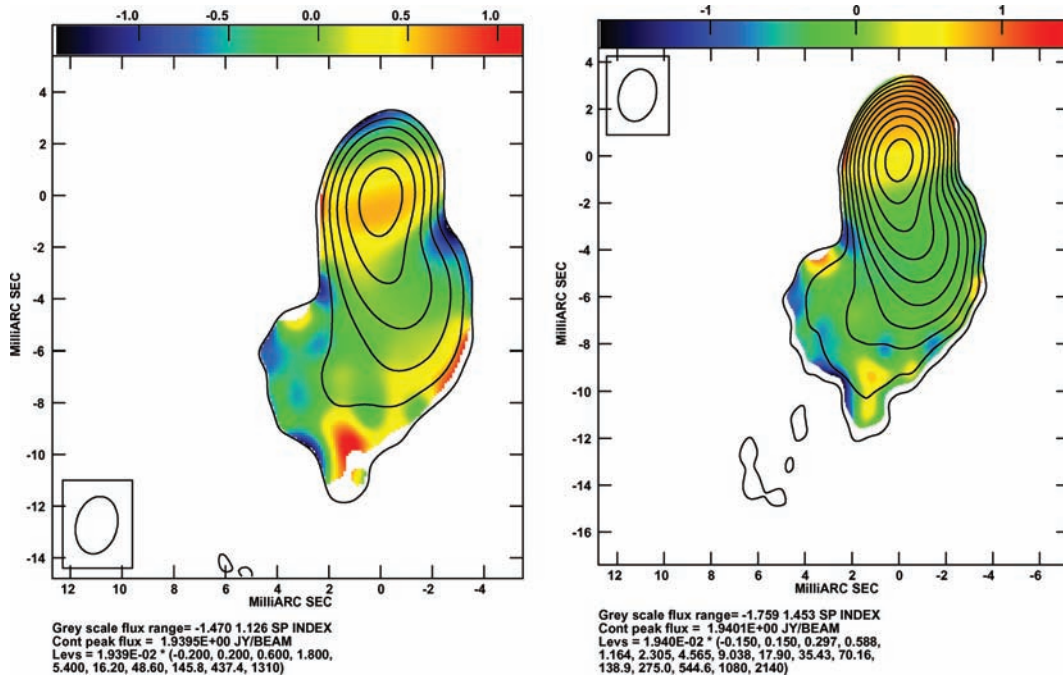 -1.0 -0.5 0.0 0.5 1.0
4
2
0
-2
-4
-6
-8
-10
-12
-14
MilliARC SEC
12 10 8 6 4 2 0 -2 -4
MilliARC SEC
Grey scale flux range= -1.470 1.126 SP INDEX
Cont peak flux = 1.9395E+00 JY/BEAM
Levs = 1.939E-02 * (-0.200, 0.200, 0.600, 1.800,
5.400, 16.20, 48.60, 145.8, 437.4, 1310)
-1 0 1
4
2
0
-2
-4
-6
-8
-10
-12
-14
-16
MilliARC SEC
12 10 8 6 4 2 0 -2 -4 -6
MilliARC SEC
Grey scale flux range= -1.759 1.453 SP INDEX
Cont peak flux = 1.9401E+00 JY/BEAM
Levs = 1.940E-02 * (-0.150, 0.150, 0.297, 0.588,
1.164, 2.305, 4.565, 9.038, 17.90, 35.43, 70.16,
138.9, 275.0, 544.6, 1080, 2140)